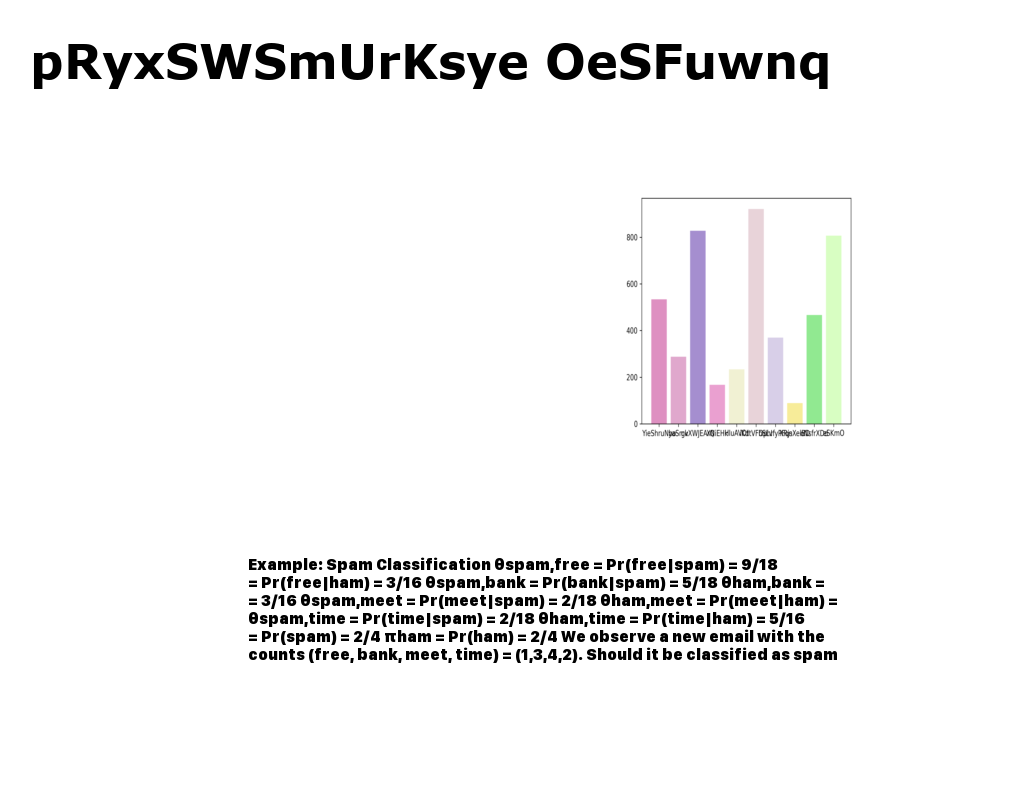 pRyxSWSmUrKsye OeSFuwnq
800
600
400
200
0
Example: Spam Classification θspam,free = Pr(free|spam) = 9/18
= Pr(free|ham) = 3/16 θspam,bank = Pr(bank|spam) = 5/18 θham,bank =
= 3/16 θspam,meet = Pr(meet|spam) = 2/18 θham,meet = Pr(meet|ham) =
θspam,time = Pr(time|spam) = 2/18 θham,time = Pr(time|ham) = 5/16
= Pr(spam) = 2/4 πham = Pr(ham) = 2/4 We observe a new email with the
counts (free, bank, meet, time) = (1,3,4,2). Should it be classified as spam